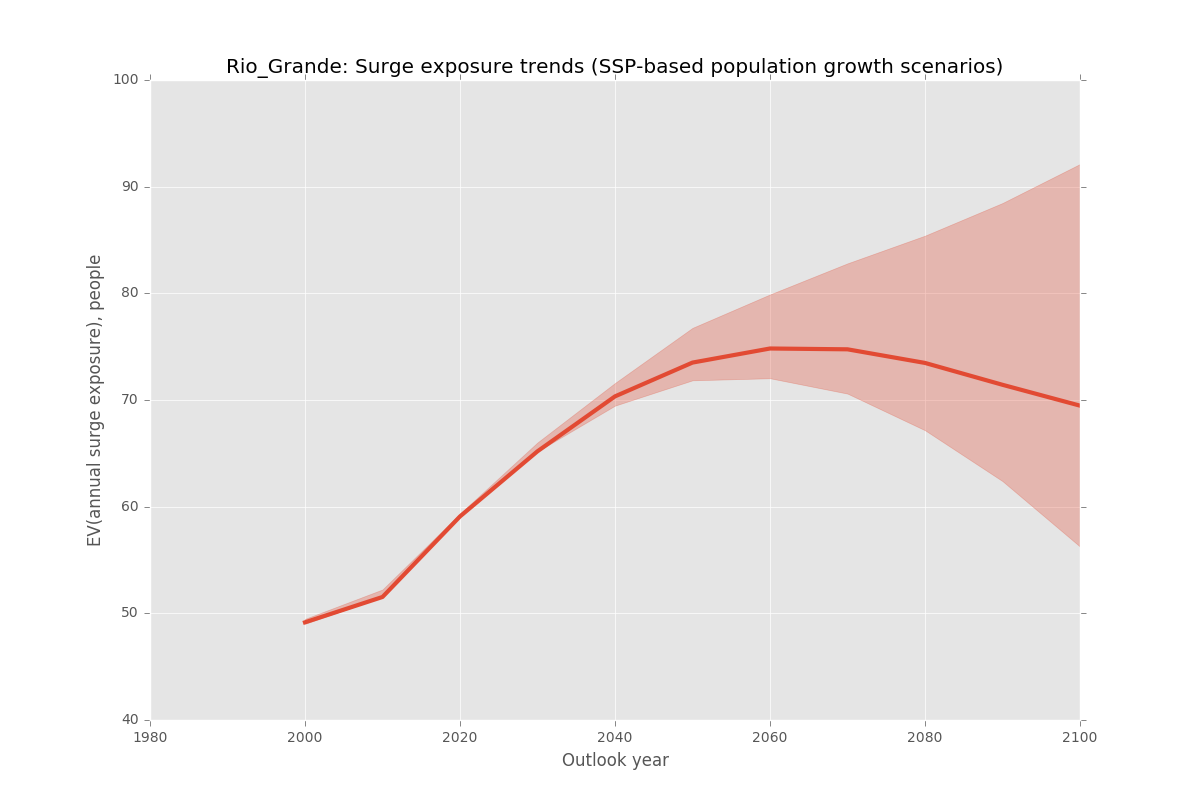 Rio_Grande: Surge exposure trends (SSP-based population growth scenarios)
100
90
80
70
60
50
40
EV(annual surge exposure), people
1980 2000 2020 2040 2060 2080 2100
Outlook year